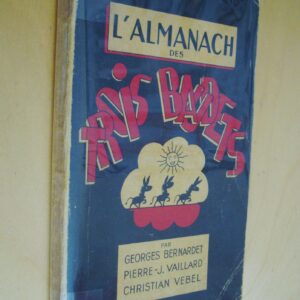 L'ALMANACH
DES
TROIS BAUDETS
PAR
GEORGES BERNARDET
PIERRE-J. VAILLARD
CHRISTIAN VEBEL